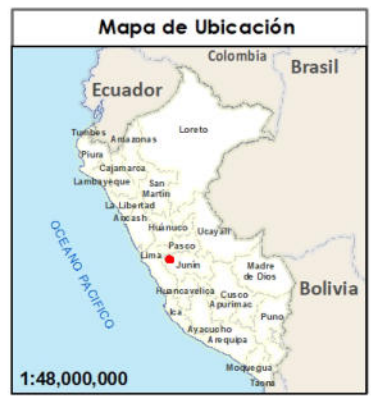 Mapa de Ubicación
Colombia
Brasil
Ecuador
Loreto
Tumbes
Amazonas
Piura
Cajamarca
Lambayeque
San
Martín
La Libertad
Ancash
Huánuco
Ucayali
OCEANO PACIFICO
Pasco
Lima
Junín
Madre
de Dios
Huancavelica
Cusco
Bolivia
Apurimac
Ica
Puno
Ayacucho
Arequipa
Moquegua
Tacna
1:48,000,000